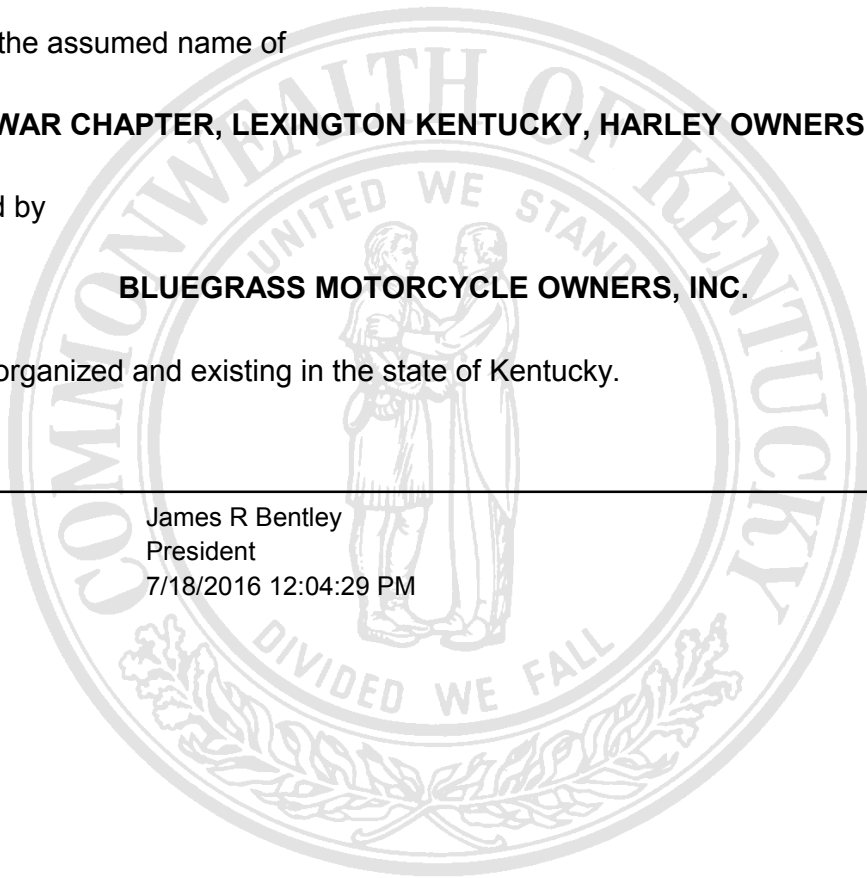 the assumed name of
WAR CHAPTER, LEXINGTON KENTUCKY, HARLEY OWNERS
d by
BLUEGRASS MOTORCYCLE OWNERS, INC.
organized and existing in the state of Kentucky.
James R Bentley
President
7/18/2016 12:04:29 PM
COMMONWEALTH OF KENTUCKY
UNITED WE STAND
DIVIDED WE FALL